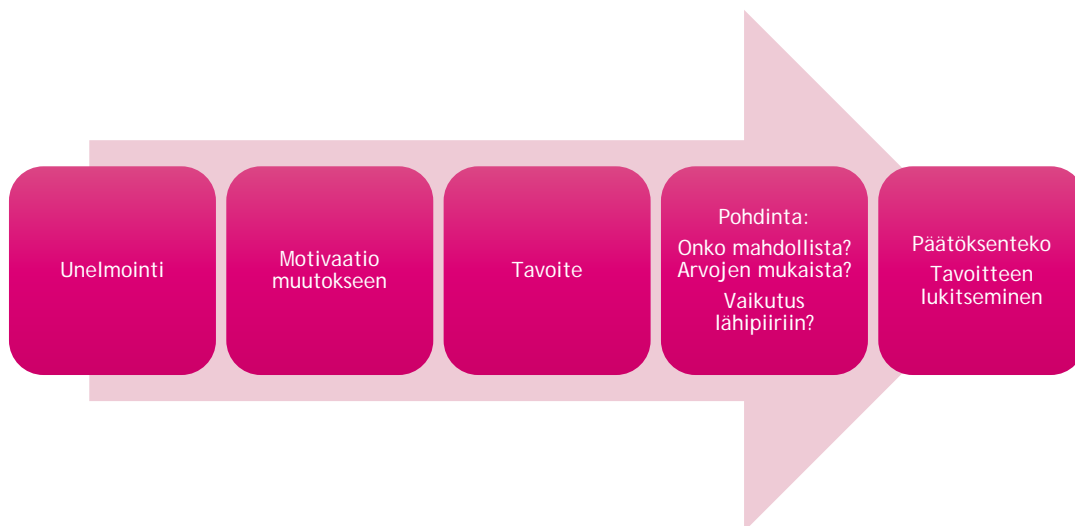 Unelmointi
Motivaatio
muutokseen
Tavoite
Pohdinta:
Onko mahdollista?
Arvojen mukaista?
Vaikutus
lähipiiriin?
Päätöksenteko
Tavoitteen
lukitseminen